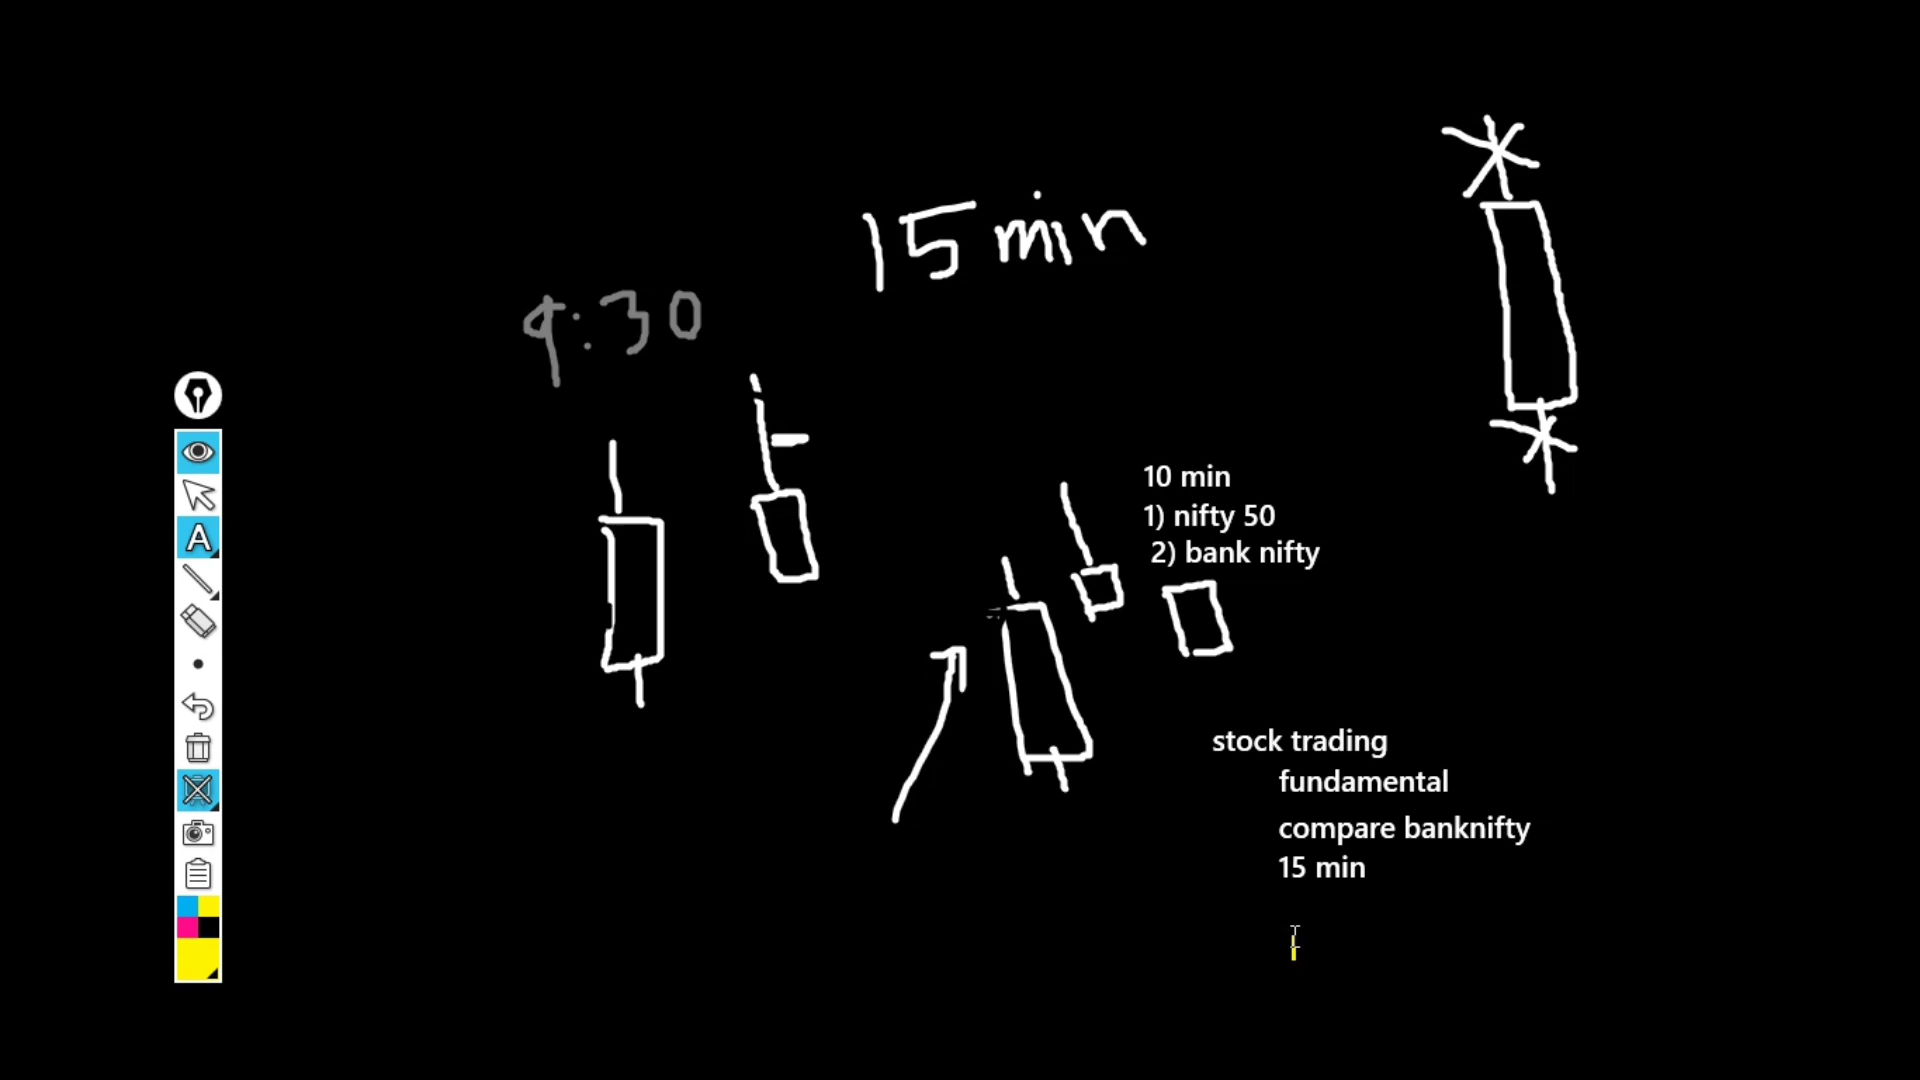 15 min
9:30
10 min
1) nifty 50
2) bank nifty
stock trading
fundamental
compare banknifty
15 min